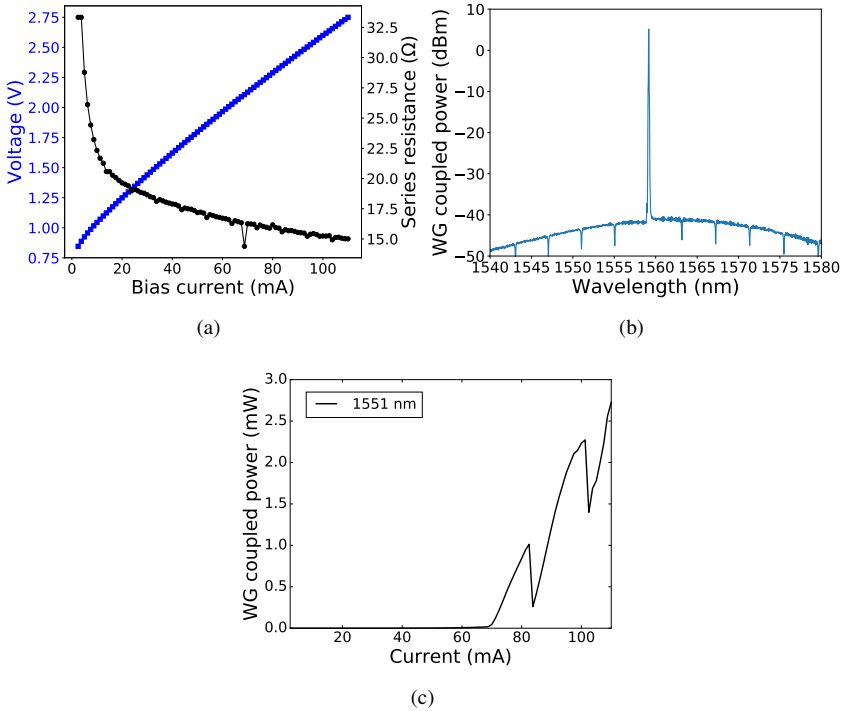 Voltage (V)
2.75
2.50
2.25
2.00
1.75
1.50
1.25
1.00
0.75
0 20 40 60 80 100
Bias current (mA)
32.5
30.0
27.5
25.0
22.5
20.0
17.5
15.0
Series resistance (Ω)
(a)
WG coupled power (dBm)
10
0
−10
−20
−30
−40
−50
1540 1545 1550 1555 1560 1565 1570 1575 1580
Wavelength (nm)
(b)
WG coupled power (mW)
3.0
2.5
2.0
1.5
1.0
0.5
0.0
1551 nm
20 40 60 80 100
Current (mA)
(c)